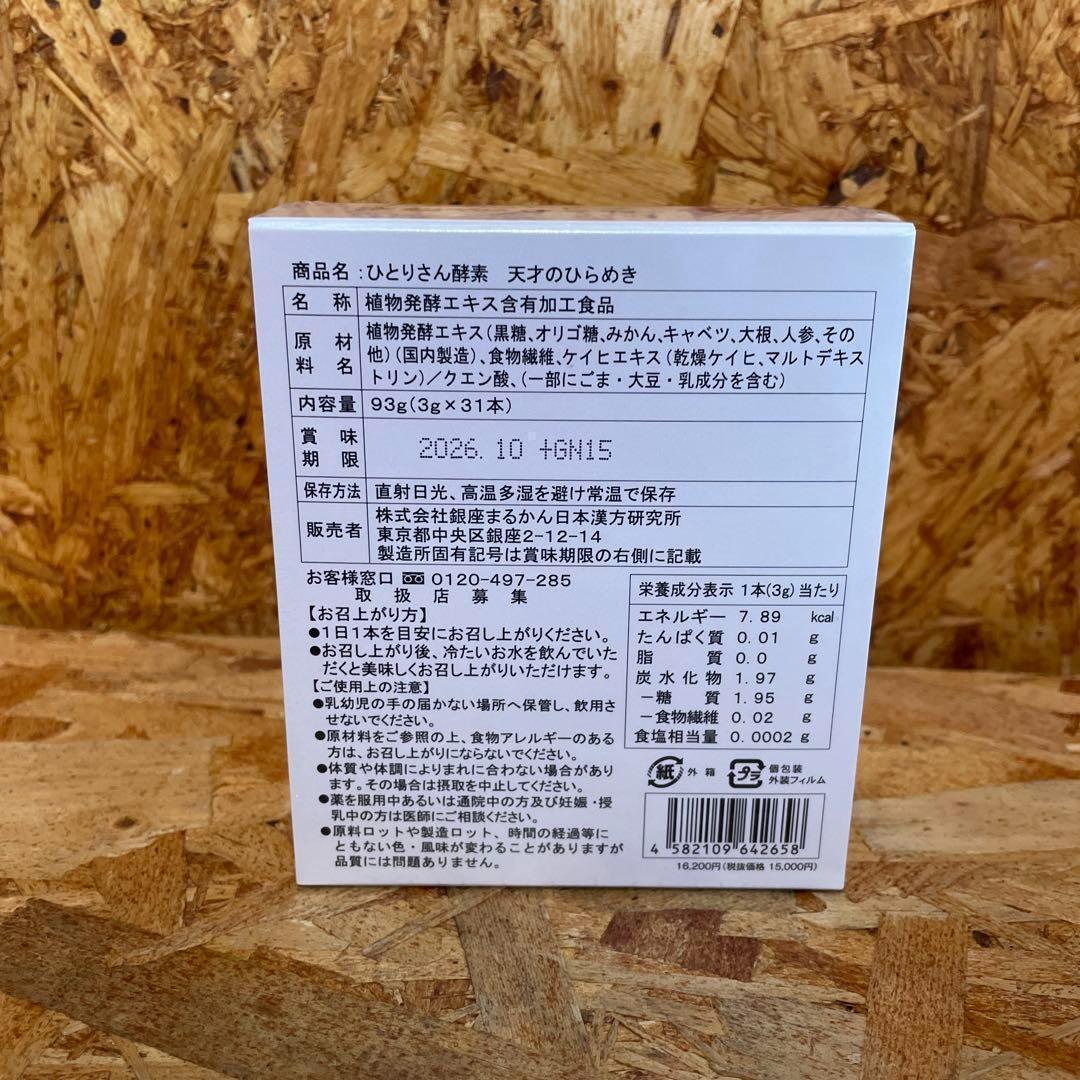 商品名:ひとりさん酵素 天才のひらめき
名称 植物発酵エキス含有加工食品
原材料名 植物発酵エキス(黒糖、オリゴ糖、みかん、キャベツ、大根、人参、その
他)(国内製造)、食物繊維、ケイヒエキス(乾燥ケイヒ、マルトデキス
トリン)/クエン酸、(一部にごま・大豆・乳成分を含む)
内容量 93g(3g×31本)
賞味期限 2026.10 +GN15
保存方法 直射日光、高温多湿を避け常温で保存
販売者 株式会社銀座まるかん日本漢方研究所
東京都中央区銀座2-12-14
製造所固有記号は賞味期限の右側に記載
お客様窓口 0120-497-285
取扱店募集
【お召上がり方】
●1日1本を目安にお召し上がりください。
●お召し上がり後、冷たいお水を飲んでいた
だくと美味しくお召し上がりいただけます。
【ご使用上の注意】
●乳幼児の手の届かない場所へ保管し、飲用さ
せないでください。
●原材料をご参照の上、食物アレルギーのある
方は、お召し上がりにならないでください。
●体質や体調によりまれに合わない場合があり
ます。その場合は摂取を中止してください。
●薬を服用中あるいは通院中の方及び妊娠・授
乳中の方は医師にご相談ください。
●原料ロットや製造ロット、時間の経過等に
ともない色・風味が変わることがありますが
品質には問題ありません。
栄養成分表示 1本(3g)当たり
エネルギー 7.89 kcal
たんぱく質 0.01 g
脂質 0.0 g
炭水化物 1.97 g
-糖質 1.95 g
-食物繊維 0.02 g
食塩相当量 0.0002 g
紙 外箱
プラ 個包装
外装フィルム
4 582109 642658
16,200円(税抜価格 15,000円)